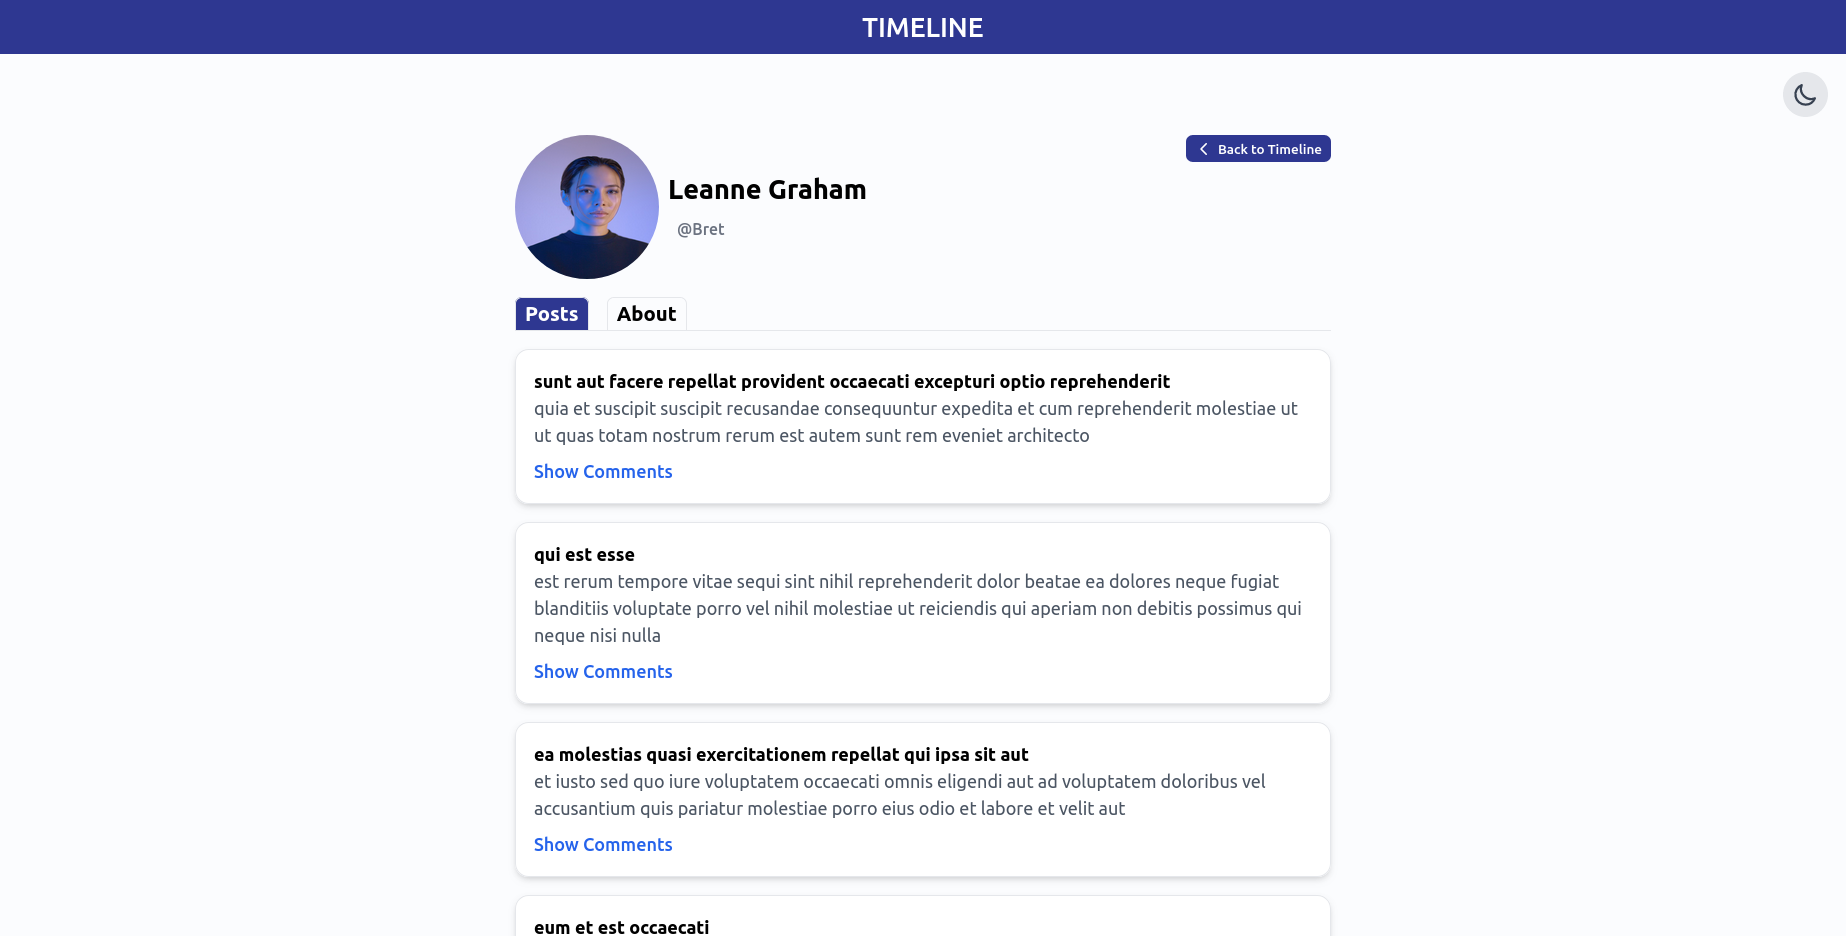 TIMELINE
Back to Timeline
Leanne Graham
@Bret
Posts
About
sunt aut facere repellat provident occaecati excepturi optio reprehenderit
quia et suscipit suscipit recusandae consequuntur expedita et cum reprehenderit molestiae ut
ut quas totam nostrum rerum est autem sunt rem eveniet architecto
Show Comments
qui est esse
est rerum tempore vitae sequi sint nihil reprehenderit dolor beatae ea dolores neque fugiat
blanditiis voluptate porro vel nihil molestiae ut reiciendis qui aperiam non debitis possimus qui
neque nisi nulla
Show Comments
ea molestias quasi exercitationem repellat qui ipsa sit aut
et iusto sed quo iure voluptatem occaecati omnis eligendi aut ad voluptatem doloribus vel
accusantium quis pariatur molestiae porro eius odio et labore et velit aut
Show Comments
eum et est occaecati